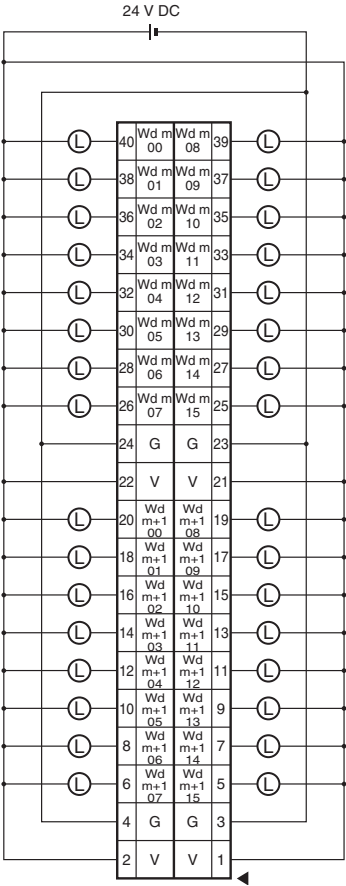 24 V DC
L 40 Wd m 00 Wd m 08 39 L
L 38 Wd m 01 Wd m 09 37 L
L 36 Wd m 02 Wd m 10 35 L
L 34 Wd m 03 Wd m 11 33 L
L 32 Wd m 04 Wd m 12 31 L
L 30 Wd m 05 Wd m 13 29 L
L 28 Wd m 06 Wd m 14 27 L
L 26 Wd m 07 Wd m 15 25 L
24 G G 23
22 V V 21
L 20 Wd m+1 00 Wd m+1 08 19 L
L 18 Wd m+1 01 Wd m+1 09 17 L
L 16 Wd m+1 02 Wd m+1 10 15 L
L 14 Wd m+1 03 Wd m+1 11 13 L
L 12 Wd m+1 04 Wd m+1 12 11 L
L 10 Wd m+1 05 Wd m+1 13 9 L
L 8 Wd m+1 06 Wd m+1 14 7 L
L 6 Wd m+1 07 Wd m+1 15 5 L
4 G G 3
2 V V 1